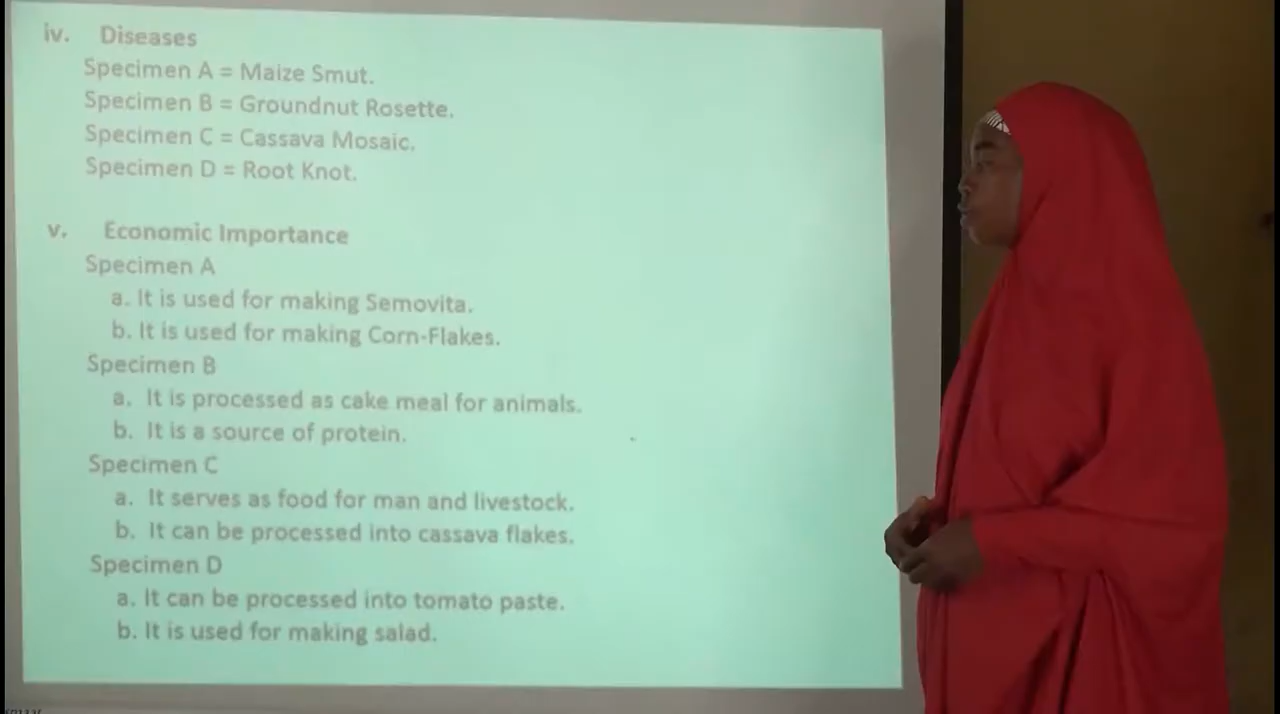 iv. Diseases
Specimen A = Maize Smut.
Specimen B = Groundnut Rosette.
Specimen C = Cassava Mosaic.
Specimen D = Root Knot.
v. Economic Importance
Specimen A
a. It is used for making Semovita.
b. It is used for making Corn-Flakes.
Specimen B
a. It is processed as cake meal for animals.
b. It is a source of protein.
Specimen C
a. It serves as food for man and livestock.
b. It can be processed into cassava flakes.
Specimen D
a. It can be processed into tomato paste.
b. It is used for making salad.